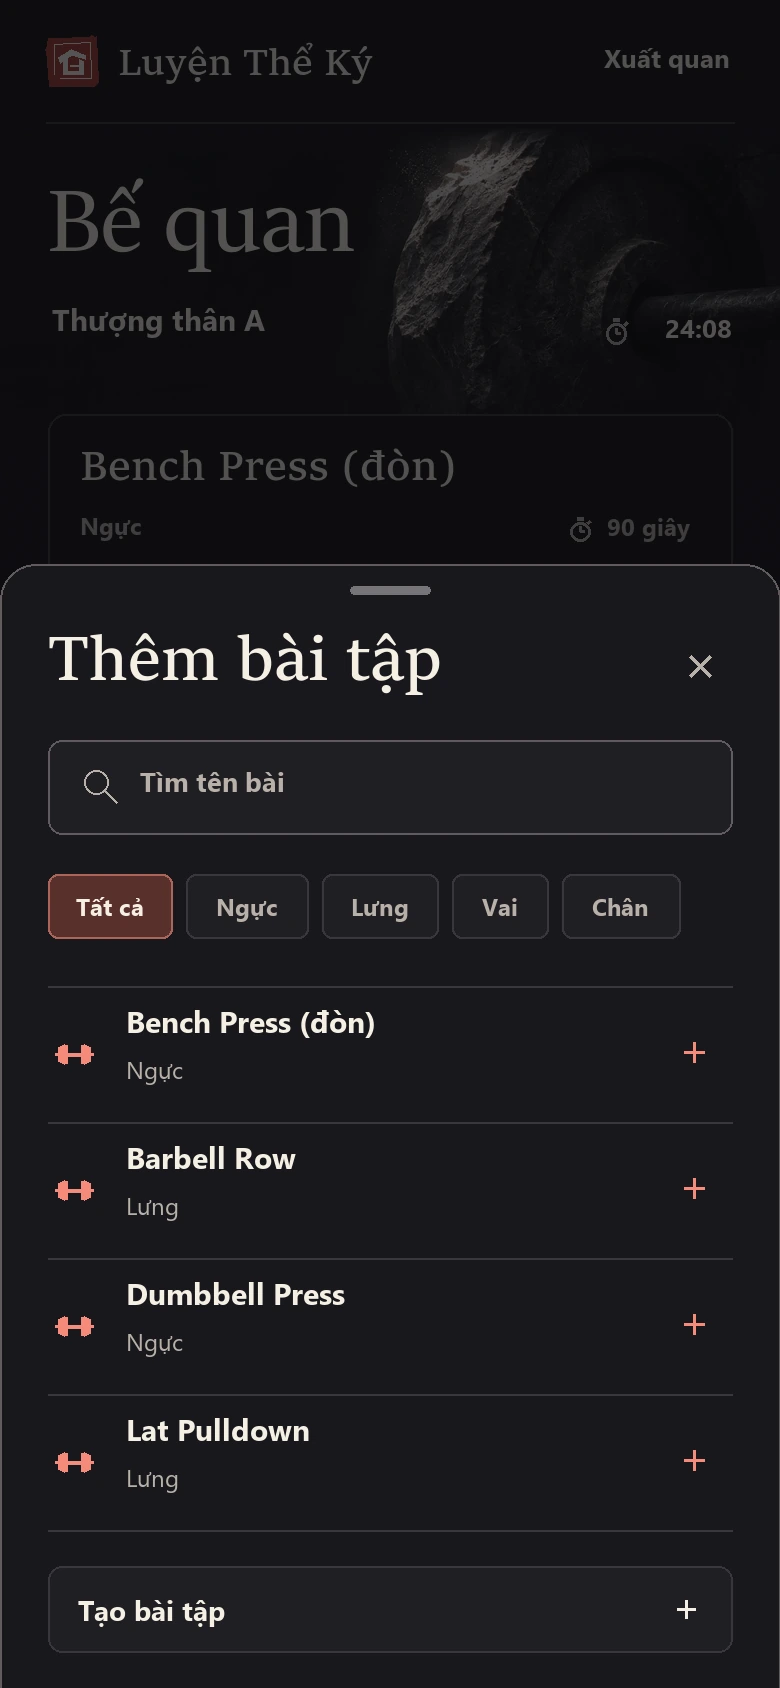 Luyện Thể Ký
Xuất quan
Bế quan
Thượng thân A
24:08
Bench Press (đòn)
Ngực
90 giây
Thêm bài tập
Tìm tên bài
Tất cả
Ngực
Lưng
Vai
Chân
Bench Press (đòn)
Ngực
Barbell Row
Lưng
Dumbbell Press
Ngực
Lat Pulldown
Lưng
Tạo bài tập